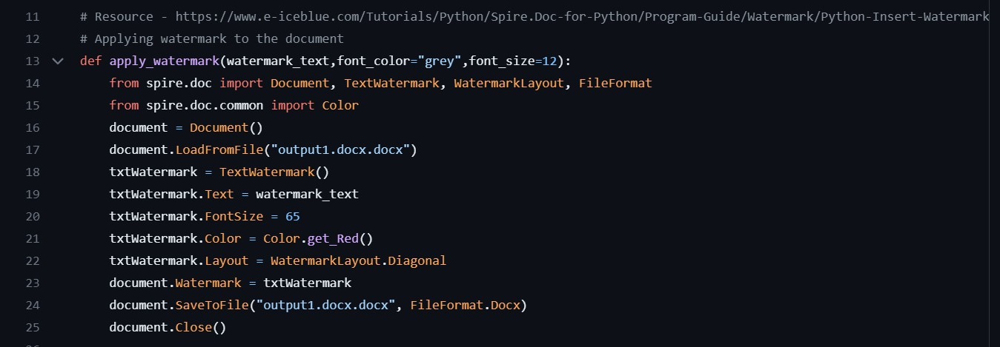 11 # Resource - https://www.e-iceblue.com/Tutorials/Python/Spire.Doc-for-Python/Program-Guide/Watermark/Python-Insert-Watermark
12 # Applying watermark to the document
13 def apply_watermark(watermark_text,font_color="grey",font_size=12):
14     from spire.doc import Document, TextWatermark, WatermarkLayout, FileFormat
15     from spire.doc.common import Color
16     document = Document()
17     document.LoadFromFile("output1.docx.docx")
18     txtWatermark = TextWatermark()
19     txtWatermark.Text = watermark_text
20     txtWatermark.FontSize = 65
21     txtWatermark.Color = Color.get_Red()
22     txtWatermark.Layout = WatermarkLayout.Diagonal
23     document.Watermark = txtWatermark
24     document.SaveToFile("output1.docx.docx", FileFormat.Docx)
25     document.Close()